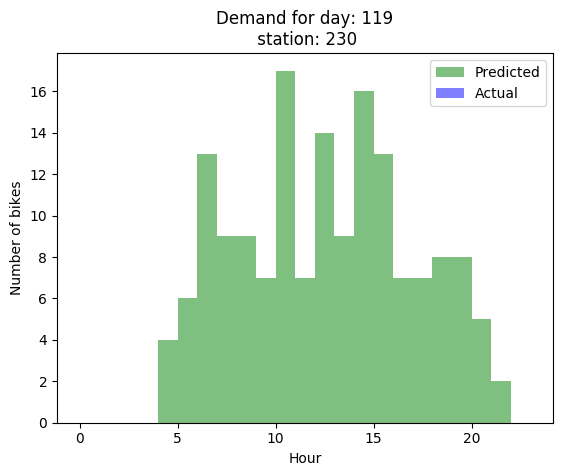 Demand for day: 119
station: 230
Predicted
Actual
16
14
12
10
8
6
4
2
0
Number of bikes
0 5 10 15 20
Hour